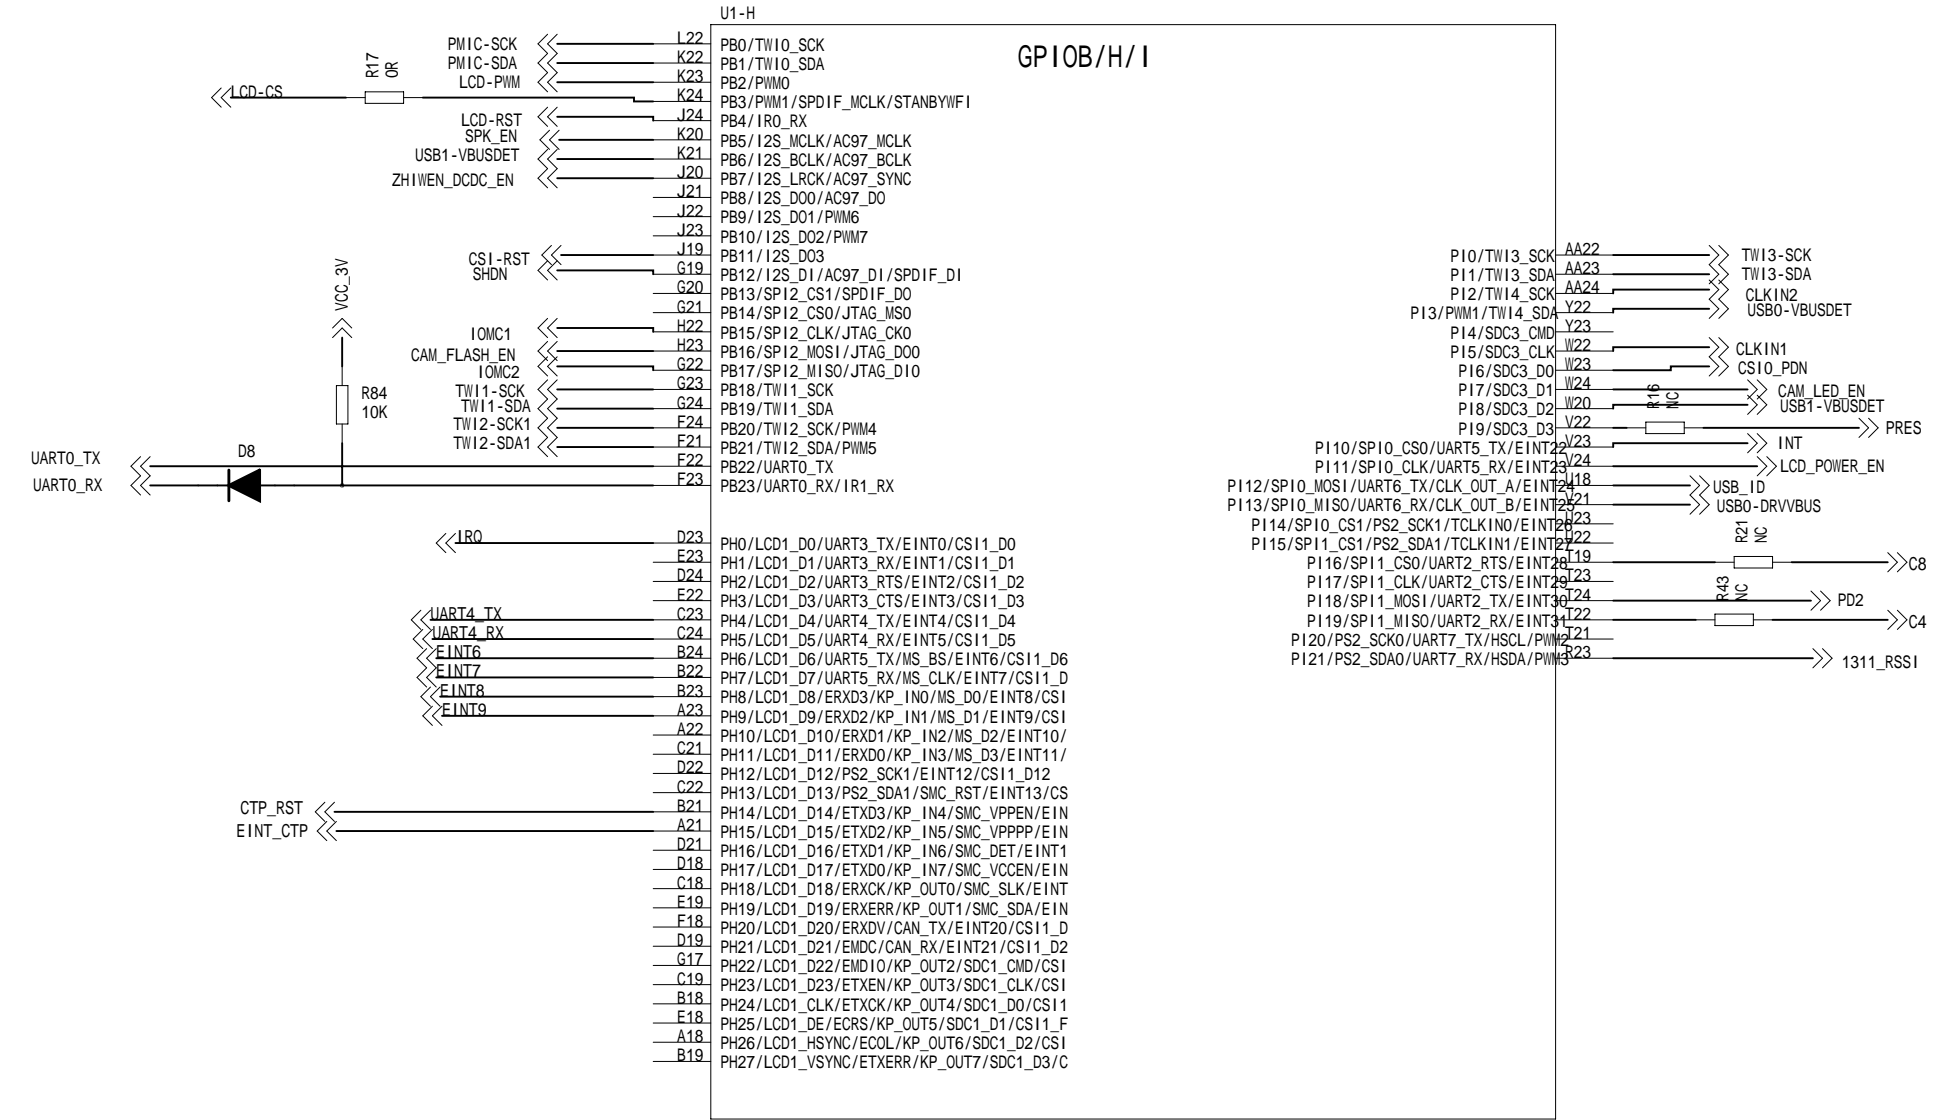 U1-H
GPIOB/H/I
PMIC-SCK L22 PB0/TWI0_SCK
PMIC-SDA K22 PB1/TWI0_SDA
LCD-PWM K23 PB2/PWM0
LCD-CS R17 0R K24 PB3/PWM1/SPDIF_MCLK/STANBYWFI
LCD-RST J24 PB4/IR0_RX
SPK_EN K20 PB5/I2S_MCLK/AC97_MCLK
USB1-VBUSDET K21 PB6/I2S_BCLK/AC97_BCLK
ZHIWEN_DCDC_EN J20 PB7/I2S_LRCK/AC97_SYNC
J21 PB8/I2S_DO0/AC97_DO
J22 PB9/I2S_DO1/PWM6
J23 PB10/I2S_DO2/PWM7
CSI-RST J19 PB11/I2S_DO3
SHDN G19 PB12/I2S_DI/AC97_DI/SPDIF_DI
G20 PB13/SPI2_CS1/SPDIF_DO
G21 PB14/SPI2_CS0/JTAG_MS0
IOMC1 H22 PB15/SPI2_CLK/JTAG_CK0
CAM_FLASH_EN H23 PB16/SPI2_MOSI/JTAG_DO0
IOMC2 G22 PB17/SPI2_MISO/JTAG_DI0
TWI1-SCK G23 PB18/TWI1_SCK
TWI1-SDA G24 PB19/TWI1_SDA
TWI2-SCK1 F24 PB20/TWI2_SCK/PWM4
TWI2-SDA1 F21 PB21/TWI2_SDA/PWM5
UART0_TX F22 PB22/UART0_TX
UART0_RX F23 PB23/UART0_RX/IR1_RX
VCC_3V
R84
10K
D8
IRQ D23 PH0/LCD1_D0/UART3_TX/EINT0/CSI1_D0
E23 PH1/LCD1_D1/UART3_RX/EINT1/CSI1_D1
D24 PH2/LCD1_D2/UART3_RTS/EINT2/CSI1_D2
E22 PH3/LCD1_D3/UART3_CTS/EINT3/CSI1_D3
UART4_TX C23 PH4/LCD1_D4/UART4_TX/EINT4/CSI1_D4
UART4_RX C24 PH5/LCD1_D5/UART4_RX/EINT5/CSI1_D5
EINT6 B24 PH6/LCD1_D6/UART5_TX/MS_BS/EINT6/CSI1_D6
EINT7 B22 PH7/LCD1_D7/UART5_RX/MS_CLK/EINT7/CSI1_D
EINT8 B23 PH8/LCD1_D8/ERXD3/KP_IN0/MS_D0/EINT8/CSI
EINT9 A23 PH9/LCD1_D9/ERXD2/KP_IN1/MS_D1/EINT9/CSI
A22 PH10/LCD1_D10/ERXD1/KP_IN2/MS_D2/EINT10/
C21 PH11/LCD1_D11/ERXD0/KP_IN3/MS_D3/EINT11/
D22 PH12/LCD1_D12/PS2_SCK1/EINT12/CSI1_D12
C22 PH13/LCD1_D13/PS2_SDA1/SMC_RST/EINT13/CS
CTP_RST B21 PH14/LCD1_D14/ETXD3/KP_IN4/SMC_VPPEN/EIN
EINT_CTP A21 PH15/LCD1_D15/ETXD2/KP_IN5/SMC_VPPPP/EIN
D21 PH16/LCD1_D16/ETXD1/KP_IN6/SMC_DET/EINT1
D18 PH17/LCD1_D17/ETXD0/KP_IN7/SMC_VCCEN/EIN
C18 PH18/LCD1_D18/ERXCK/KP_OUT0/SMC_SLK/EINT
E19 PH19/LCD1_D19/ERXERR/KP_OUT1/SMC_SDA/EIN
F18 PH20/LCD1_D20/ERXDV/CAN_TX/EINT20/CSI1_D
D19 PH21/LCD1_D21/EMDC/CAN_RX/EINT21/CSI1_D2
G17 PH22/LCD1_D22/EMDIO/KP_OUT2/SDC1_CMD/CSI
C19 PH23/LCD1_D23/ETXEN/KP_OUT3/SDC1_CLK/CSI
B18 PH24/LCD1_CLK/ETXCK/KP_OUT4/SDC1_D0/CSI1
E18 PH25/LCD1_DE/ECRS/KP_OUT5/SDC1_D1/CSI1_F
A18 PH26/LCD1_HSYNC/ECOL/KP_OUT6/SDC1_D2/CSI
B19 PH27/LCD1_VSYNC/ETXERR/KP_OUT7/SDC1_D3/C
PI0/TWI3_SCK AA22 TWI3-SCK
PI1/TWI3_SDA AA23 TWI3-SDA
PI2/TWI4_SCK AA24 CLKIN2
PI3/PWM1/TWI4_SDA Y22 USB0-VBUSDET
PI4/SDC3_CMD Y23
PI5/SDC3_CLK W22 CLKIN1
PI6/SDC3_D0 W23 CSI0_PDN
PI7/SDC3_D1 W24 CAM_LED_EN
PI8/SDC3_D2 W20 USB1-VBUSDET
PI9/SDC3_D3 V22 R16 NC PRES
PI10/SPI0_CS0/UART5_TX/EINT22 V23 INT
PI11/SPI0_CLK/UART5_RX/EINT23 V24 LCD_POWER_EN
PI12/SPI0_MOSI/UART6_TX/CLK_OUT_A/EINT24 U18 USB_ID
PI13/SPI0_MISO/UART6_RX/CLK_OUT_B/EINT25 V21 USB0-DRVVBUS
PI14/SPI0_CS1/PS2_SCK1/TCLKIN0/EINT26 U23
PI15/SPI1_CS1/PS2_SDA1/TCLKIN1/EINT27 U22
PI16/SPI1_CS0/UART2_RTS/EINT28 T19 R21 NC C8
PI17/SPI1_CLK/UART2_CTS/EINT29 T23
PI18/SPI1_MOSI/UART2_TX/EINT30 T24 PD2
PI19/SPI1_MISO/UART2_RX/EINT31 T22 R43 NC C4
PI20/PS2_SCK0/UART7_TX/HSCL/PWM2 T21
PI21/PS2_SDA0/UART7_RX/HSDA/PWM3 R23 1311_RSSI